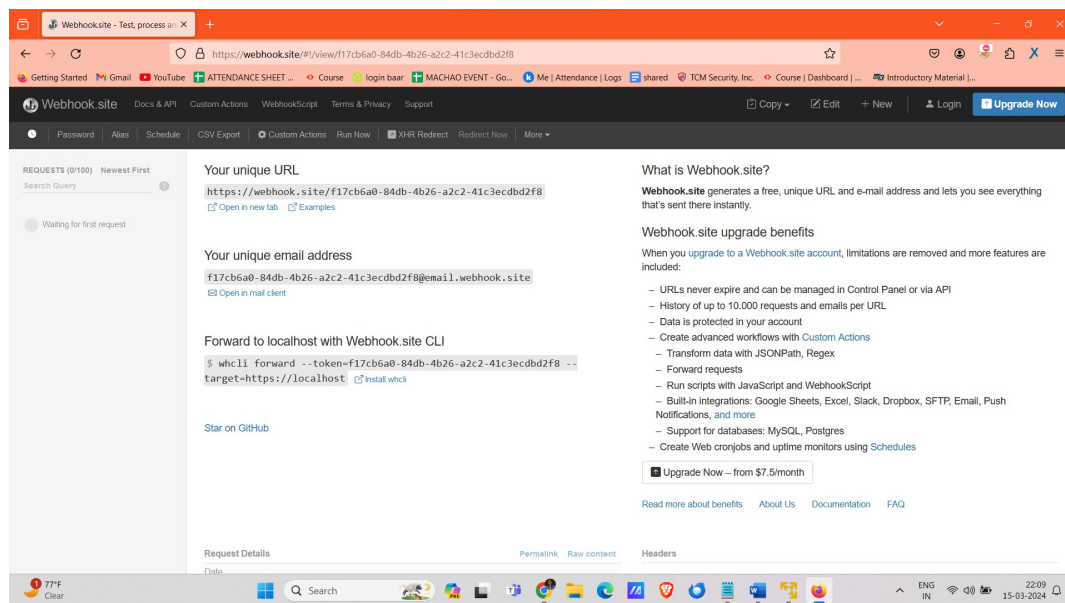 Webhook.site - Test, process an
https://webhook.site/#!/view/f17cb6a0-84db-4b26-a2c2-41c3ecdbd2f8
Getting Started Gmail YouTube ATTENDANCE SHEET ... Course login baar MACHAO EVENT - Go... Me | Attendance | Logs shared TCM Security, Inc. Course | Dashboard | ... Introductory Material |...
Webhook.site Docs & API Custom Actions WebhookScript Terms & Privacy Support Copy Edit + New Login Upgrade Now
Password Alias Schedule CSV Export Custom Actions Run Now XHR Redirect Redirect Now More
REQUESTS (0/100) Newest First
Search Query
Waiting for first request
Your unique URL
https://webhook.site/f17cb6a0-84db-4b26-a2c2-41c3ecdbd2f8
Open in new tab Examples
Your unique email address
f17cb6a0-84db-4b26-a2c2-41c3ecdbd2f8@email.webhook.site
Open in mail client
Forward to localhost with Webhook.site CLI
$ whcli forward --token=f17cb6a0-84db-4b26-a2c2-41c3ecdbd2f8 --
target=https://localhost Install whcli
Star on GitHub
What is Webhook.site?
Webhook.site generates a free, unique URL and e-mail address and lets you see everything
that's sent there instantly.
Webhook.site upgrade benefits
When you upgrade to a Webhook.site account, limitations are removed and more features are
included:
– URLs never expire and can be managed in Control Panel or via API
– History of up to 10.000 requests and emails per URL
– Data is protected in your account
– Create advanced workflows with Custom Actions
– Transform data with JSONPath, Regex
– Forward requests
– Run scripts with JavaScript and WebhookScript
– Built-in integrations: Google Sheets, Excel, Slack, Dropbox, SFTP, Email, Push
Notifications, and more
– Support for databases: MySQL, Postgres
– Create Web cronjobs and uptime monitors using Schedules
Upgrade Now – from $7.5/month
Read more about benefits About Us Documentation FAQ
Request Details Permalink Raw content Headers
Date
1 77°F
Clear
Search
ENG
IN
22:09
15-03-2024